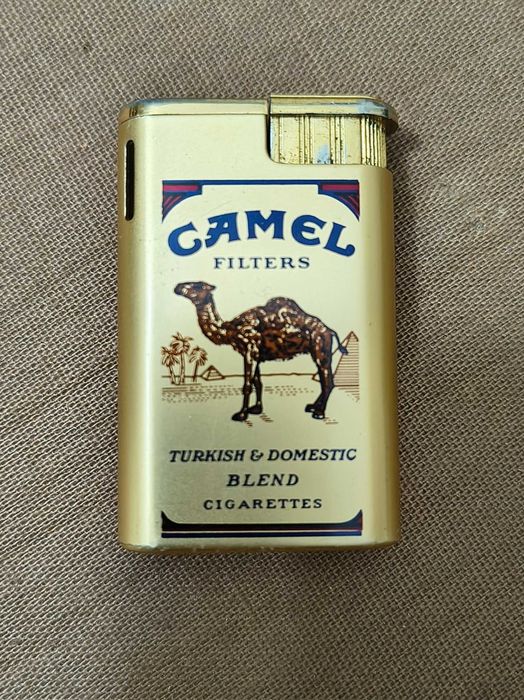 CAMEL
FILTERS
TURKISH & DOMESTIC
BLEND
CIGARETTES